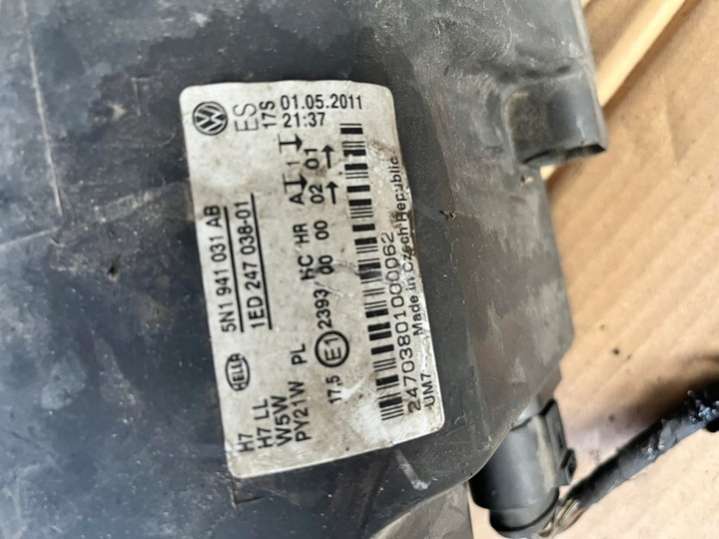 ES
17S 01.05.2011
21:37
5N1 941 031 AB
1ED 247 038-01
HELLA
H7
H7 LL
W5W
PY21W PL
HC HR A 1
17,5 E1 2393 00 00 02 01
247038010000062
Made in Czech Republic
UM7